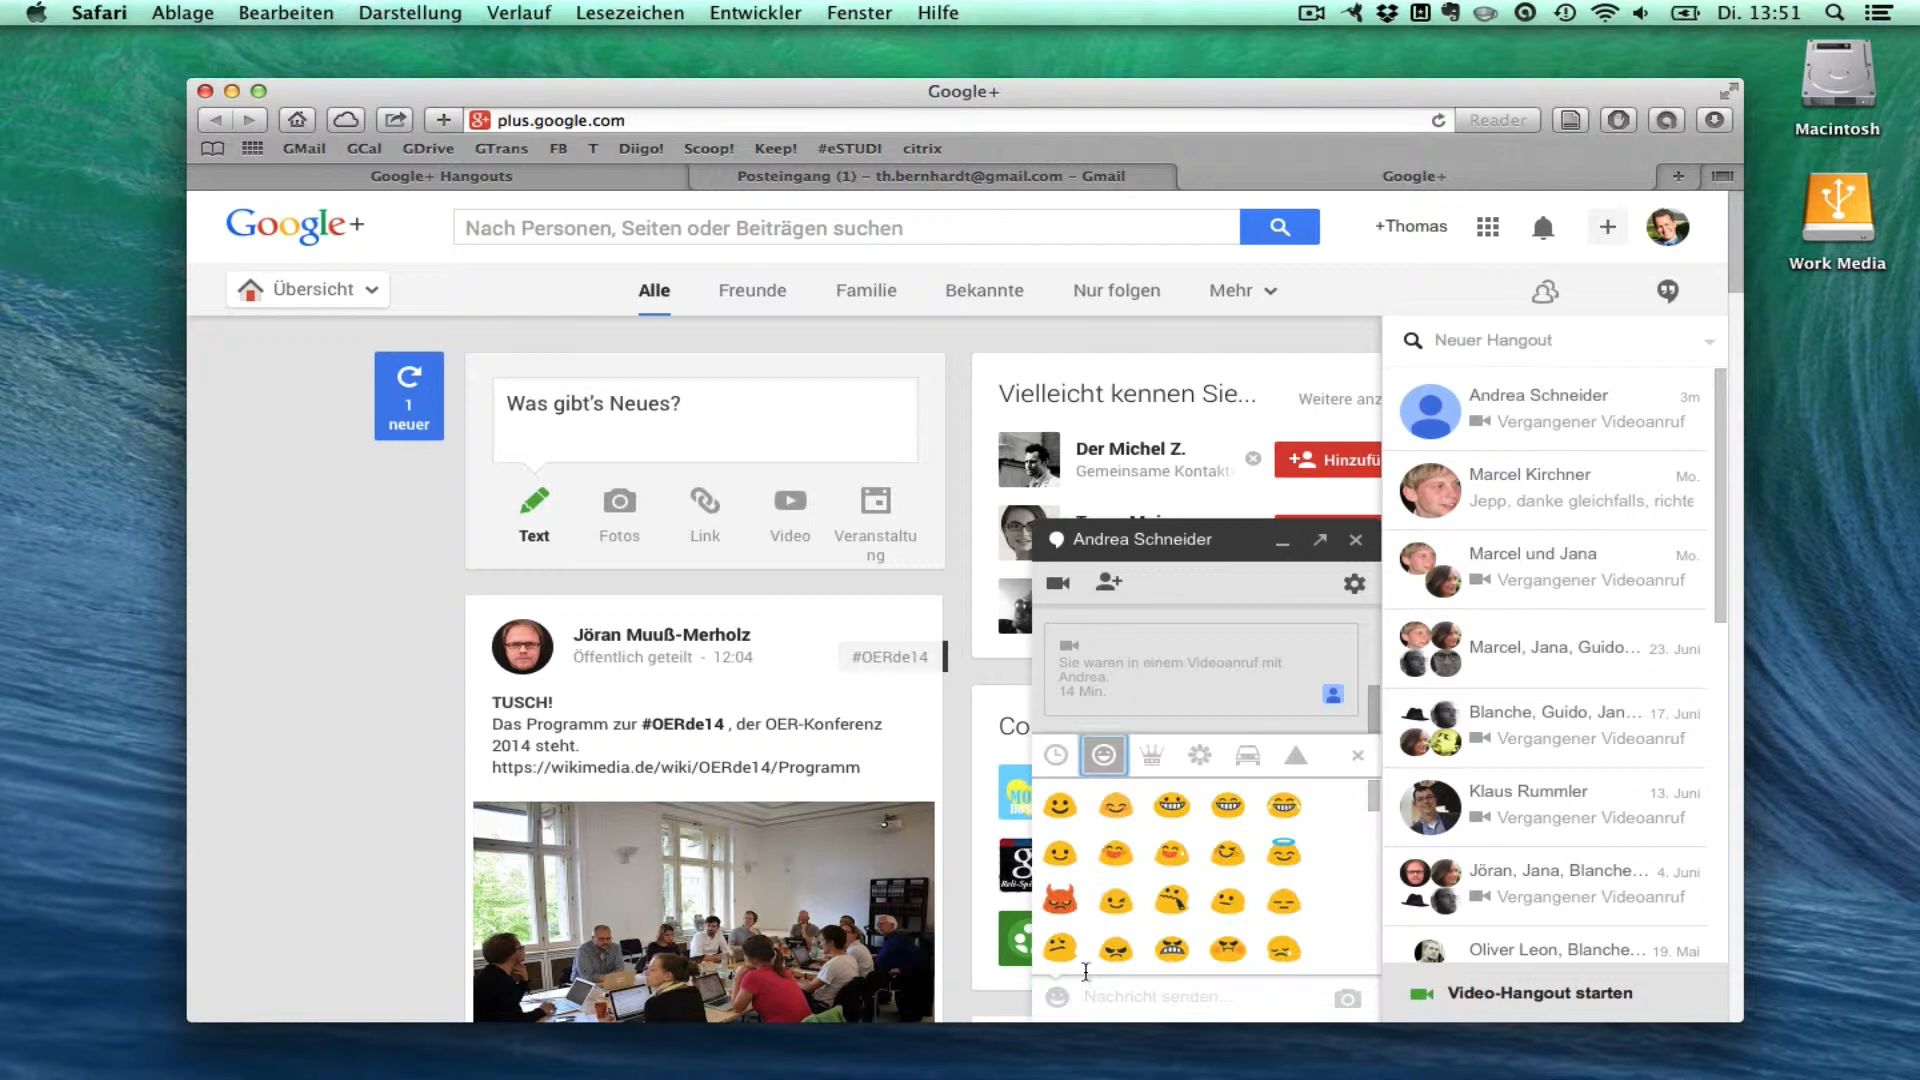 Safari Ablage Bearbeiten Darstellung Verlauf Lesezeichen Entwickler Fenster Hilfe
Di. 13:51
Macintosh
Work Media
Google+
plus.google.com
Reader
GMail GCal GDrive GTrans FB T Diigo! Scoop! Keep! #eSTUDI citrix
Google+ Hangouts
Posteingang (1) – th.bernhardt@gmail.com – Gmail
Google+
Google+
Nach Personen, Seiten oder Beiträgen suchen
+Thomas
Übersicht
Alle Freunde Familie Bekannte Nur folgen Mehr
1
neuer
Was gibt's Neues?
Text Fotos Link Video Veranstaltu
ng
Jöran Muuß-Merholz
Öffentlich geteilt - 12:04
#OERde14
TUSCH!
Das Programm zur #OERde14 , der OER-Konferenz
2014 steht.
https://wikimedia.de/wiki/OERde14/Programm
Vielleicht kennen Sie...
Weitere anz
Der Michel Z.
Gemeinsame Kontakt
Hinzufü
Co
Andrea Schneider
Sie waren in einem Videoanruf mit
Andrea.
14 Min.
Nachricht senden...
Neuer Hangout
Andrea Schneider 3m
Vergangener Videoanruf
Marcel Kirchner Mo.
Jepp, danke gleichfalls, richte
Marcel und Jana Mo.
Vergangener Videoanruf
Marcel, Jana, Guido... 23. Juni
Blanche, Guido, Jan... 17. Juni
Vergangener Videoanruf
Klaus Rummler 13. Juni
Vergangener Videoanruf
Jöran, Jana, Blanche... 4. Juni
Vergangener Videoanruf
Oliver Leon, Blanche... 19. Mai
Video-Hangout starten